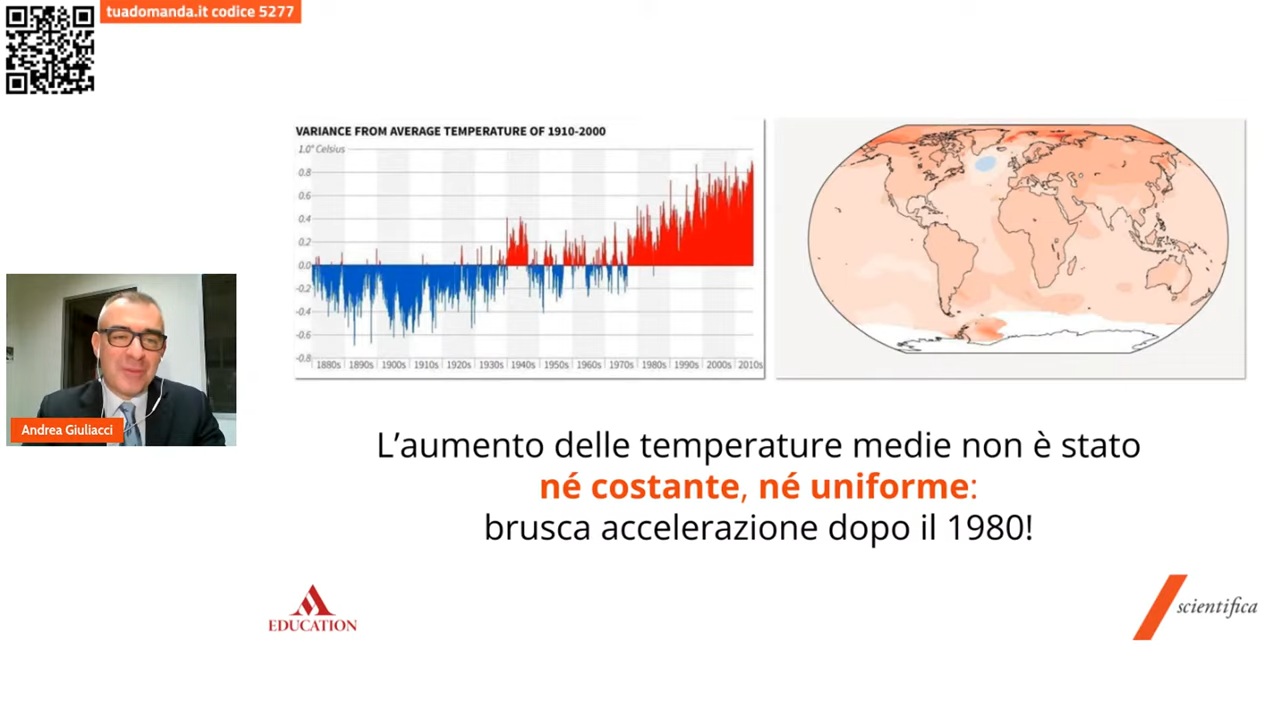 tuadomanda.it codice 5277
VARIANCE FROM AVERAGE TEMPERATURE OF 1910-2000
1.0° Celsius
0.8
0.6
0.4
0.2
0.0
-0.2
-0.4
-0.6
-0.8
1880s 1890s 1900s 1910s 1920s 1930s 1940s 1950s 1960s 1970s 1980s 1990s 2000s 2010s
Andrea Giuliacci
L’aumento delle temperature medie non è stato
né costante, né uniforme:
brusca accelerazione dopo il 1980!
EDUCATION
scientifica